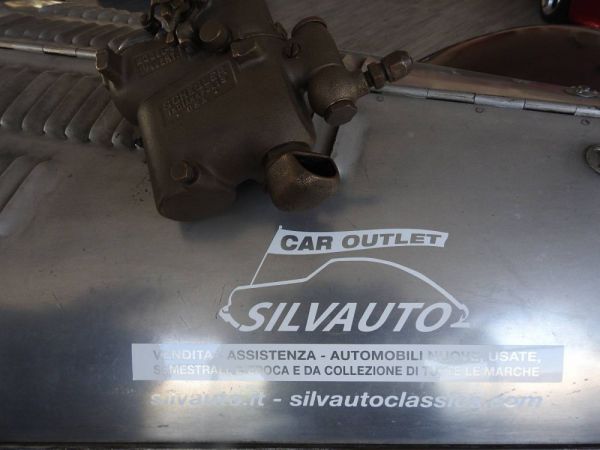 CAR OUTLET
SILVAUTO
VENDITA - ASSISTENZA - AUTOMOBILI NUOVE, USATE,
SEMESTRALI, D'EPOCA E DA COLLEZIONE DI TUTTE LE MARCHE
silvauto.it - silvautoclassics.com